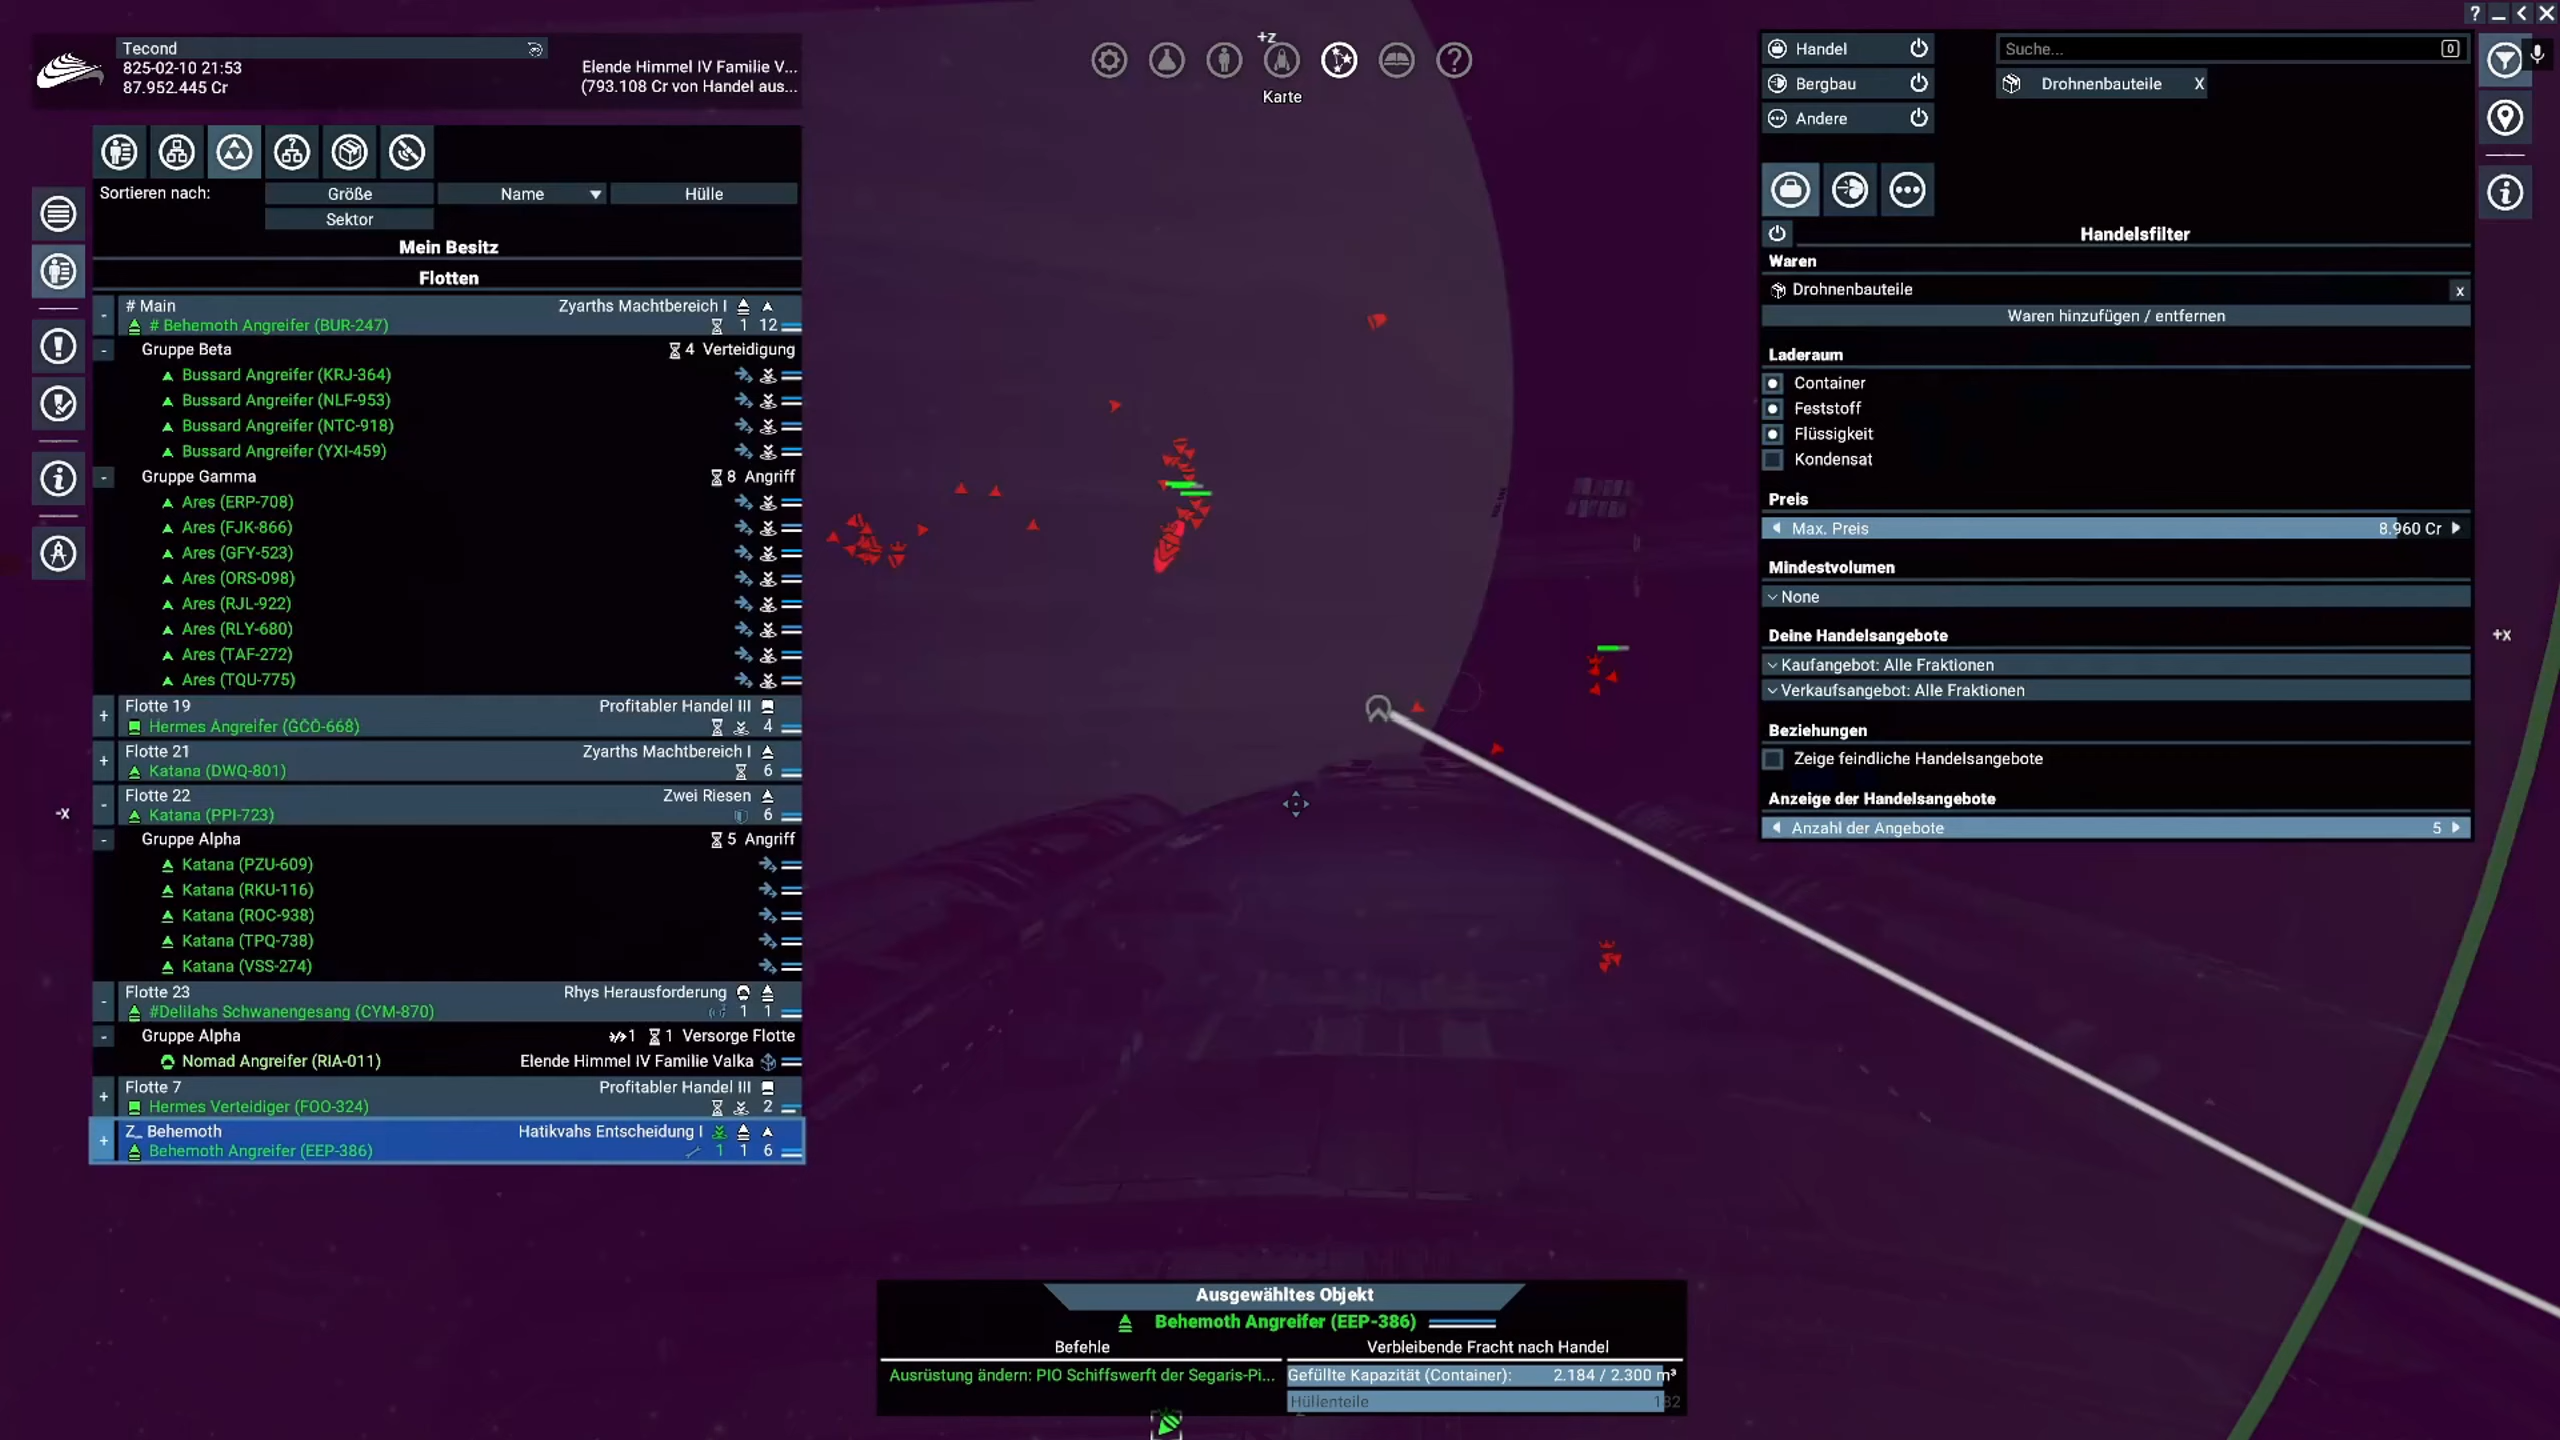 Tecond
825-02-10 21:53
87.952.445 Cr
Elende Himmel IV Familie V...
(793.108 Cr von Handel aus...
Sortieren nach:
Größe
Name
Hülle
Sektor
Mein Besitz
Flotten
# Main
Zyarths Machtbereich I
# Behemoth Angreifer (BUR-247)
1 12
Gruppe Beta
4 Verteidigung
Bussard Angreifer (KRJ-364)
Bussard Angreifer (NLF-953)
Bussard Angreifer (NTC-918)
Bussard Angreifer (YXI-459)
Gruppe Gamma
8 Angriff
Ares (ERP-708)
Ares (FJK-866)
Ares (GFY-523)
Ares (ORS-098)
Ares (RJL-922)
Ares (RLY-680)
Ares (TAF-272)
Ares (TQU-775)
Flotte 19
Profitabler Handel III
Hermes Angreifer (GCO-668)
4
Flotte 21
Zyarths Machtbereich I
Katana (DWQ-801)
6
Flotte 22
Zwei Riesen
Katana (PPI-723)
6
Gruppe Alpha
5 Angriff
Katana (PZU-609)
Katana (RKU-116)
Katana (ROC-938)
Katana (TPQ-738)
Katana (VSS-274)
Flotte 23
Rhys Herausforderung
#Delilahs Schwanengesang (CYM-870)
1 1
Gruppe Alpha
1 1 Versorge Flotte
Nomad Angreifer (RIA-011)
Elende Himmel IV Familie Valka
Flotte 7
Profitabler Handel III
Hermes Verteidiger (FOO-324)
2
Z_ Behemoth
Hatikvahs Entscheidung I
Behemoth Angreifer (EEP-386)
1 1 6
-X
+Z
Karte
+X
Handel
Bergbau
Andere
Suche...
0
Drohnenbauteile X
Handelsfilter
Waren
Drohnenbauteile
x
Waren hinzufügen / entfernen
Laderaum
Container
Feststoff
Flüssigkeit
Kondensat
Preis
Max. Preis
8.960 Cr
Mindestvolumen
None
Deine Handelsangebote
Kaufangebot: Alle Fraktionen
Verkaufsangebot: Alle Fraktionen
Beziehungen
Zeige feindliche Handelsangebote
Anzeige der Handelsangebote
Anzahl der Angebote
5
Ausgewähltes Objekt
Behemoth Angreifer (EEP-386)
Befehle
Verbleibende Fracht nach Handel
Ausrüstung ändern: PIO Schiffswerft der Segaris-Pi...
Gefüllte Kapazität (Container):
2.184 / 2.300 m³
Hüllenteile
182